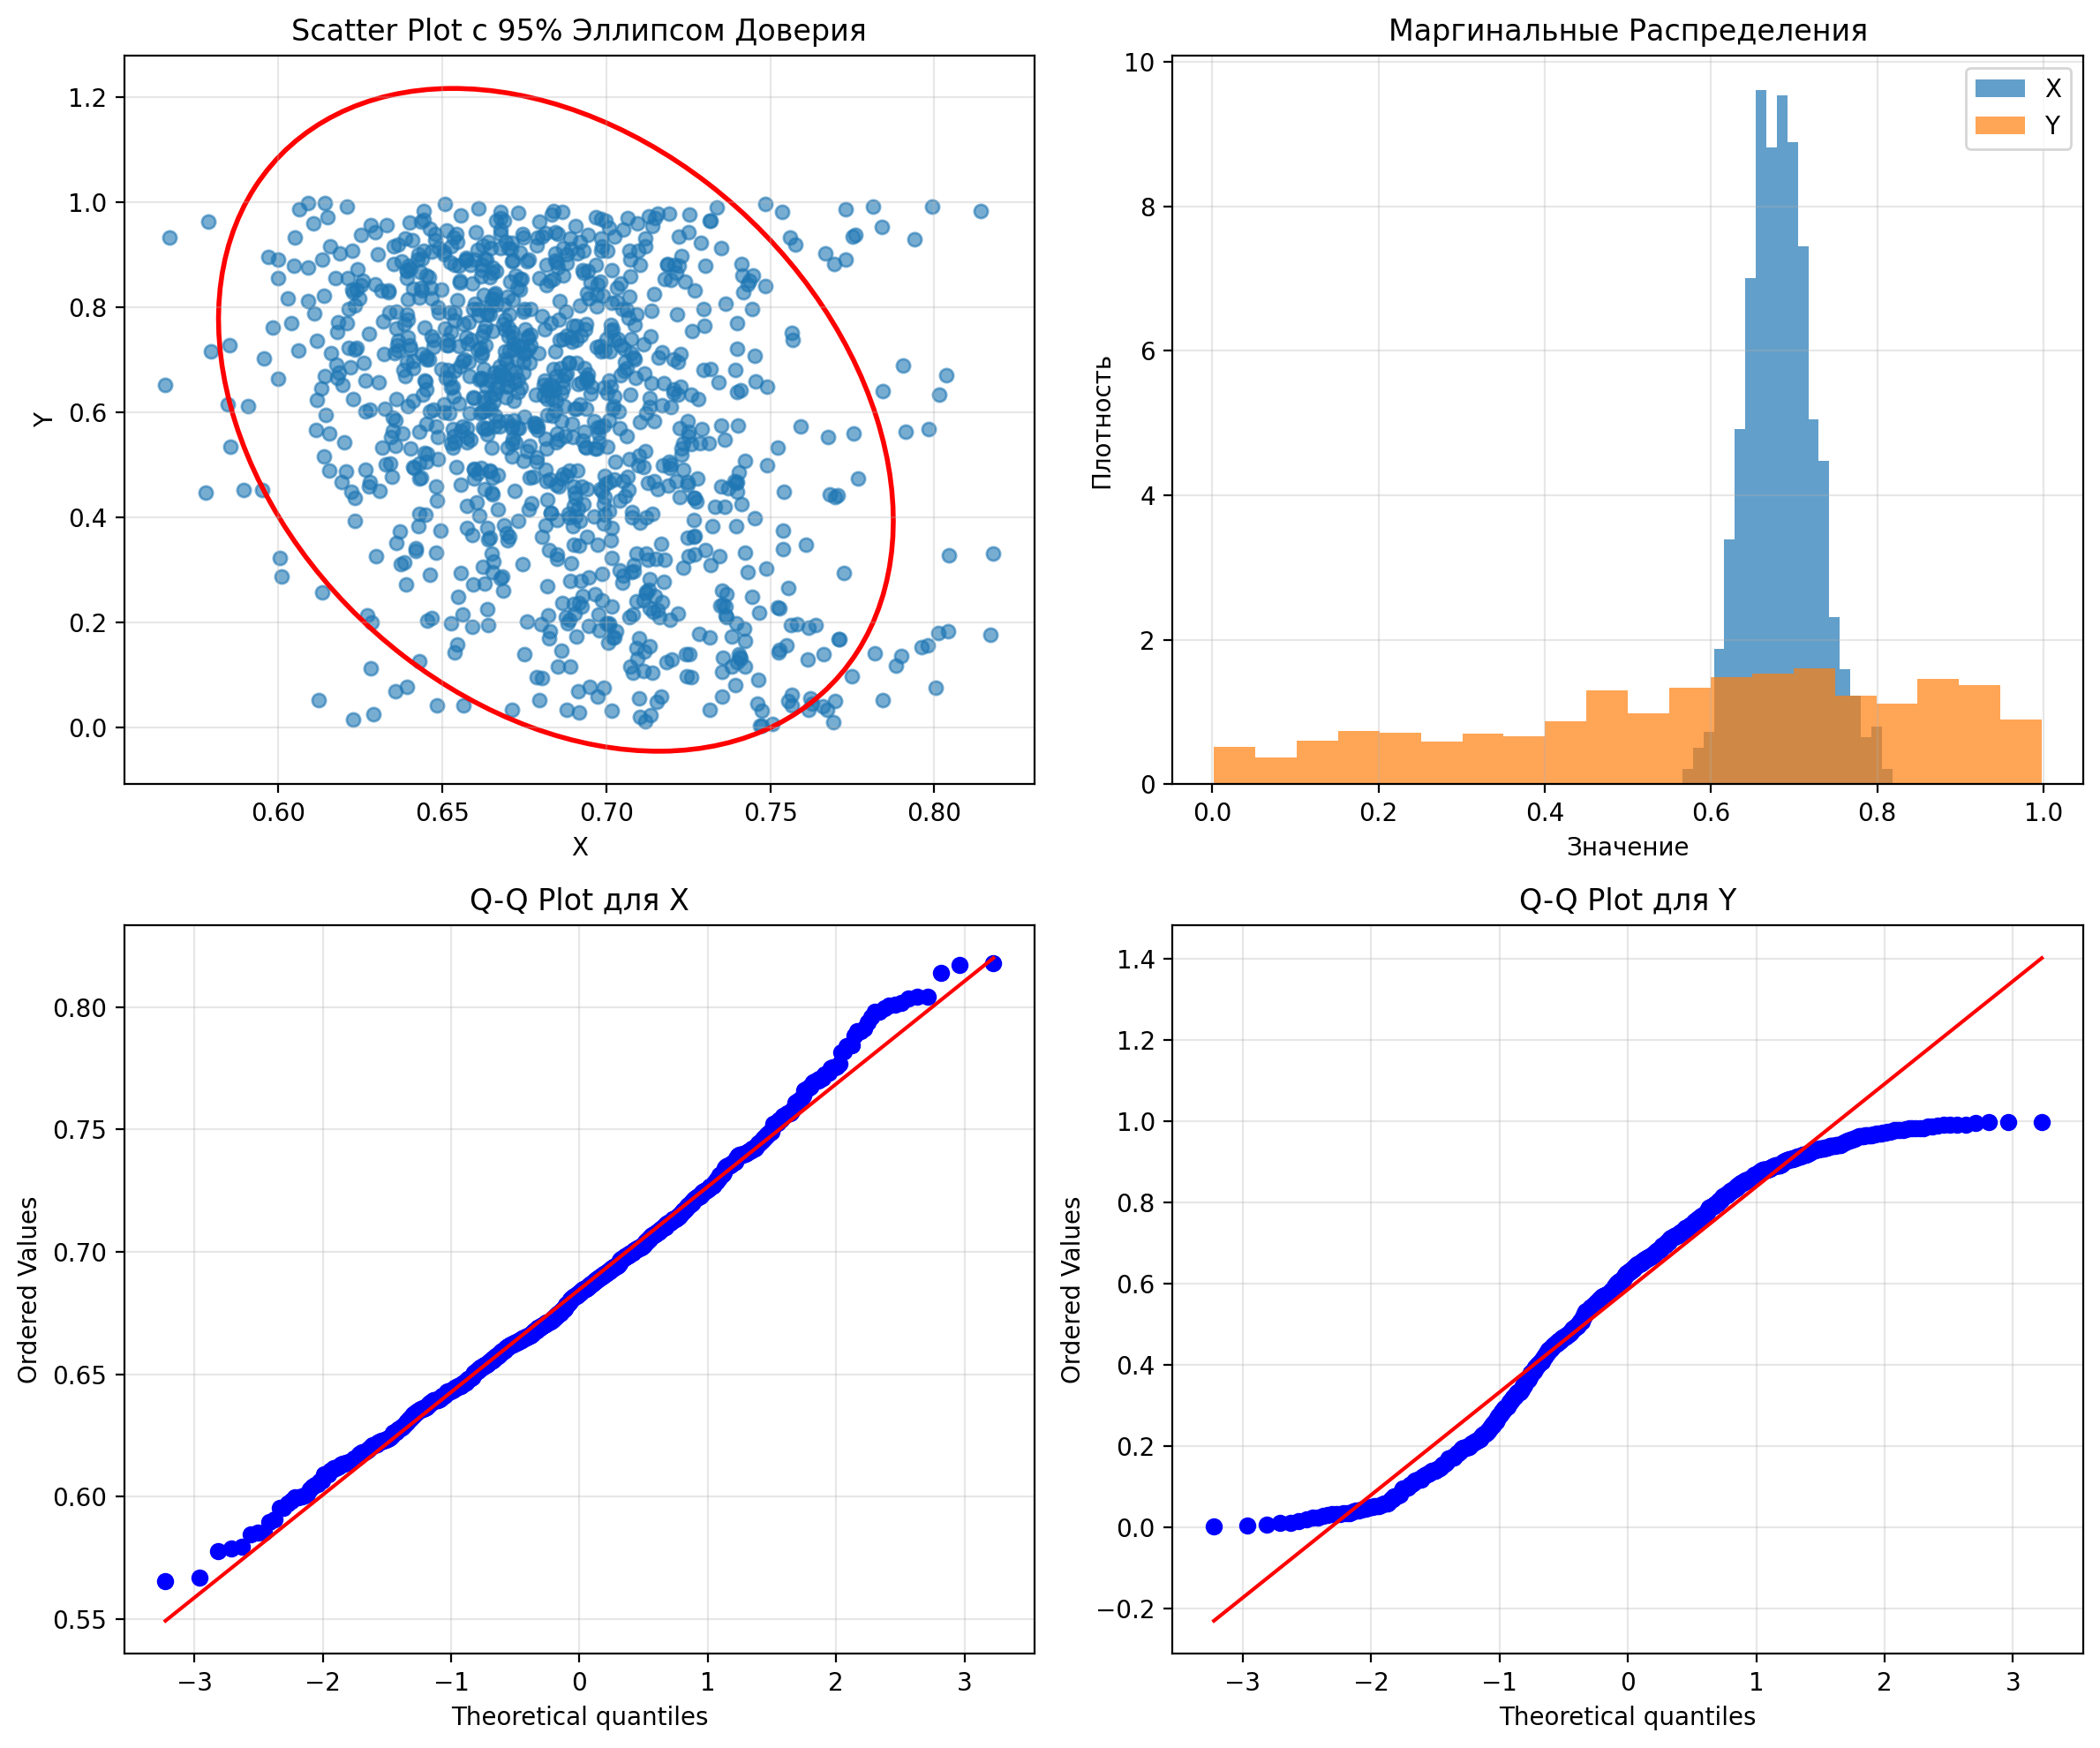 Scatter Plot с 95% Эллипсом Доверия
1.2
1.0
0.8
0.6
0.4
0.2
0.0
Y
0.60 0.65 0.70 0.75 0.80
X
Маргинальные Распределения
X
Y
10
8
6
4
2
0
Плотность
0.0 0.2 0.4 0.6 0.8 1.0
Значение
Q-Q Plot для X
0.80
0.75
0.70
0.65
0.60
0.55
Ordered Values
−3 −2 −1 0 1 2 3
Theoretical quantiles
Q-Q Plot для Y
1.4
1.2
1.0
0.8
0.6
0.4
0.2
0.0
−0.2
Ordered Values
−3 −2 −1 0 1 2 3
Theoretical quantiles